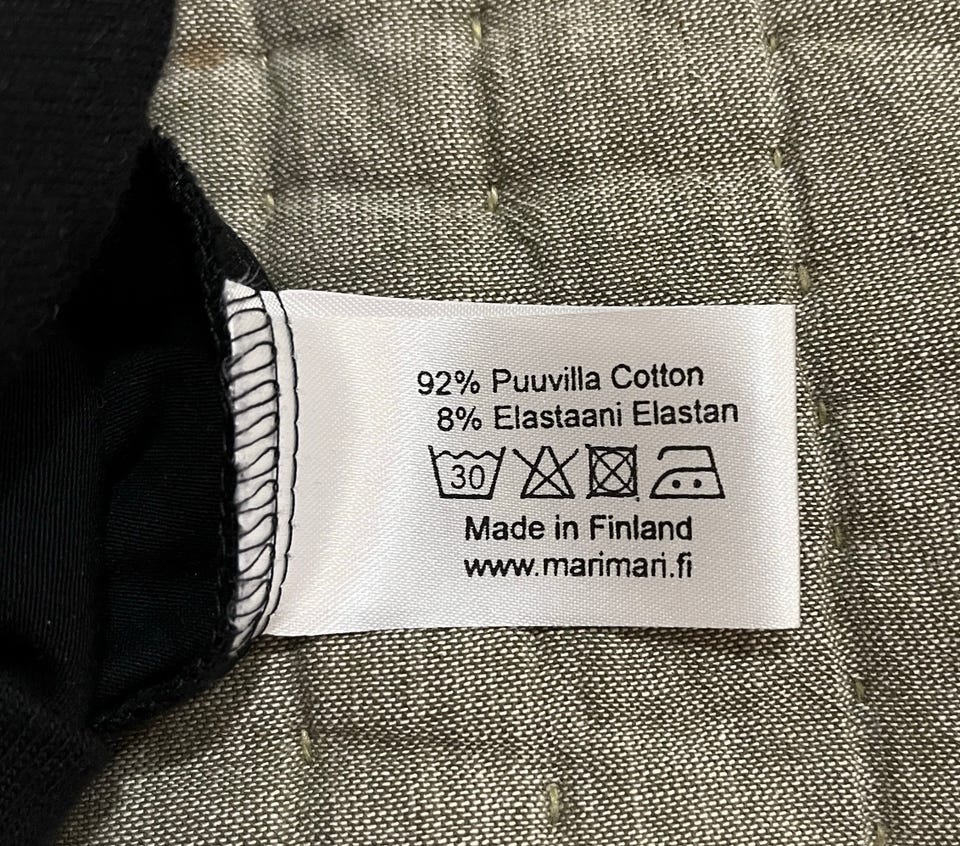 92% Puuvilla Cotton
8% Elastaani Elastan
30
Made in Finland
www.marimari.fi